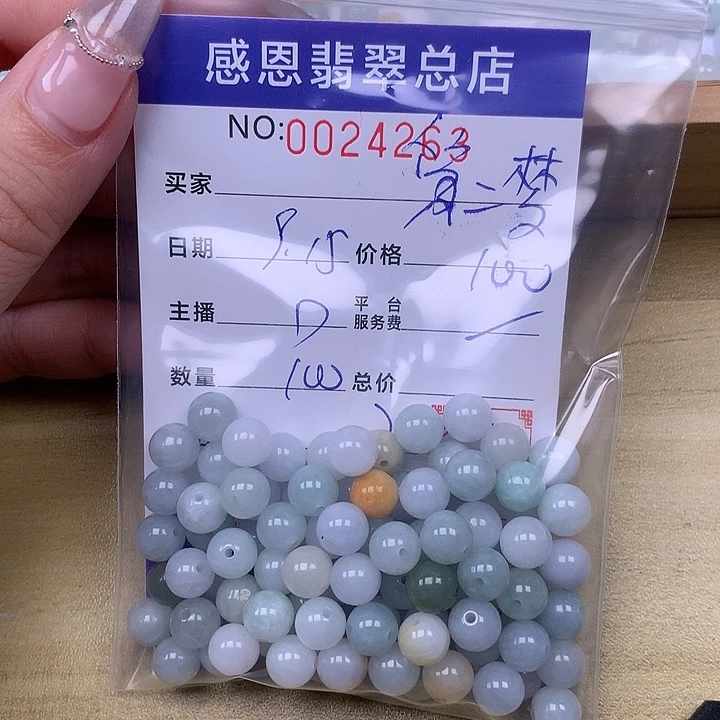 感恩翡翠总店
NO:0024263
买家
日期 9.15 价格 100
主播 D 平台服务费 —
数量 100 总价